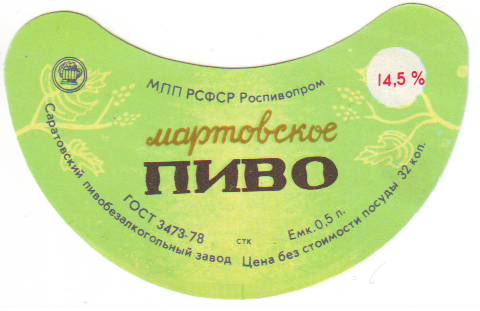 МПП РСФСР Роспивопром
14,5 %
мартовское
ПИВО
ГОСТ 3473-78
стк
Емк. 0,5 л.
Саратовский пивобезалкогольный завод
Цена без стоимости посуды 32 коп.